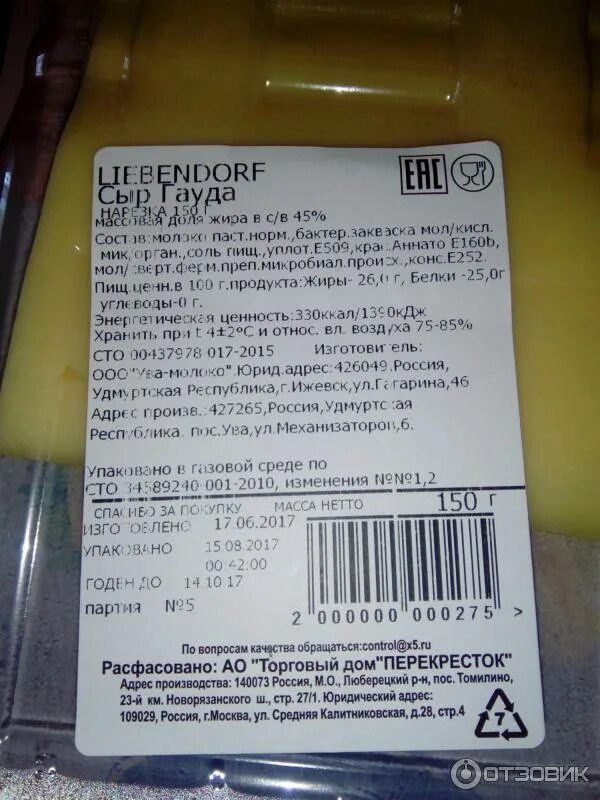 LIEBENDORF
Сыр Гауда
НАРЕЗКА 150 Г
массовая доля жира в с/в 45%
Состав:молоко паст.норм.,бактер.закваска мол/кисл.
мик/орган.,соль пищ.,уплот.Е509,крас.Аннато Е160b,
мол/сверт.ферм.преп.микробиал.происх.,конс.Е252.
Пищ.ценн.в 100 г.продукта:Жиры- 26,0 г, Белки -25,0г
углеводы-0 г.
Энергетическая ценность:330ккал/1390кДж
Хранить при t 4±2°С и относ. вл. воздуха 75-85%
СТО 00437978-017-2015 Изготовитель:
ООО"Ува-молоко".Юрид.адрес:426049.Россия,
Удмуртская Республика,г.Ижевск,ул.Гагарина,46
Адрес произв.:427265,Россия,Удмуртская
Республика, пос.Ува,ул.Механизаторов,6.
Упаковано в газовой среде по
СТО 34589240-001-2010, изменения №№1,2
СПАСИБО ЗА ПОКУПКУ МАССА НЕТТО 150 г
ИЗГОТОВЛЕНО 17.06.2017
УПАКОВАНО 15.08.2017
00:42:00
ГОДЕН ДО 14.10.17
партия №5
2 000000 000275 >
По вопросам качества обращаться:control@x5.ru
Расфасовано: АО "Торговый дом"ПЕРЕКРЕСТОК"
Адрес производства: 140073 Россия, М.О., Люберецкий р-н, пос. Томилино,
23-й км. Новорязанского ш., стр. 27/1. Юридический адрес:
109029, Россия, г.Москва, ул. Средняя Калитниковская, д.28, стр.4
7
ЕАС
ОТЗОВИК